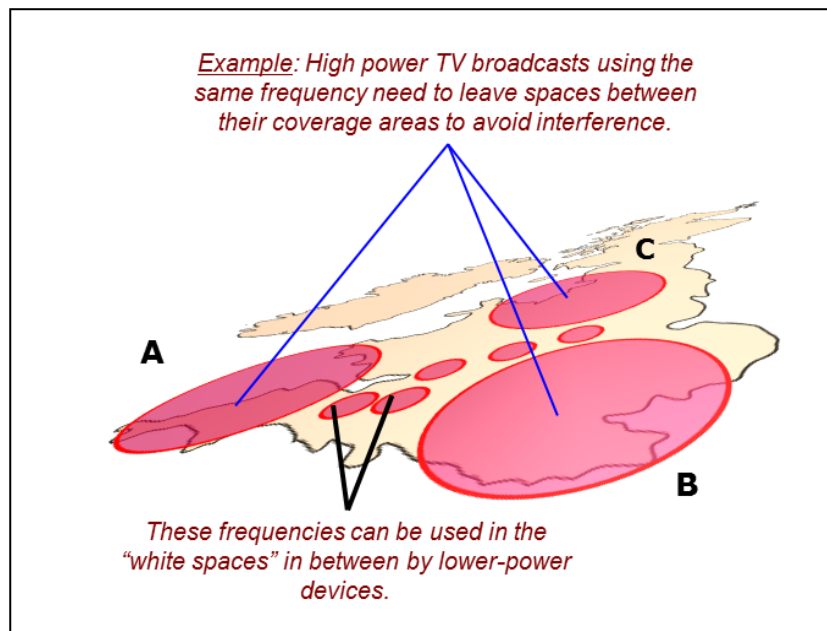 Example: High power TV broadcasts using the
same frequency need to leave spaces between
their coverage areas to avoid interference.
C
A
B
These frequencies can be used in the
“white spaces” in between by lower-power
devices.